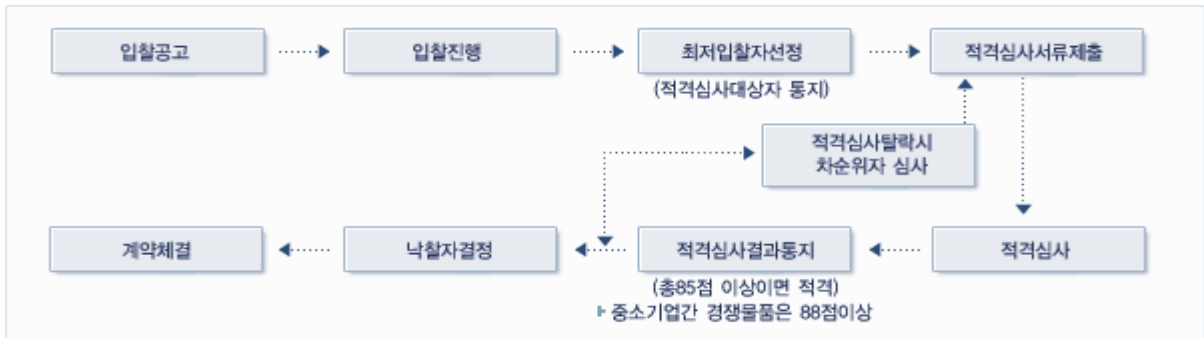 입찰공고
입찰진행
최저입찰자선정
(적격심사대상자 통지)
적격심사서류제출
적격심사탈락시
차순위자 심사
적격심사
적격심사결과통지
(총85점 이상이면 적격)
중소기업간 경쟁물품은 88점이상
낙찰자결정
계약체결